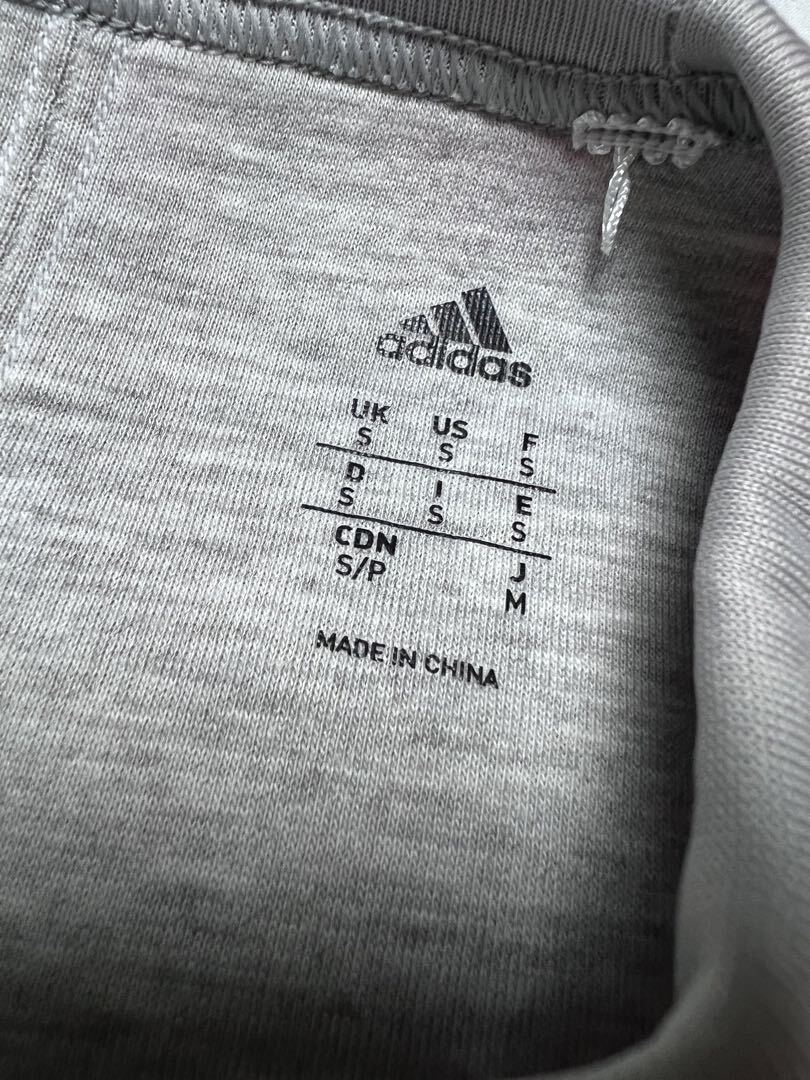 adidas
UK US F
S S S
D I E
S S S
CDN J
S/P M
MADE IN CHINA